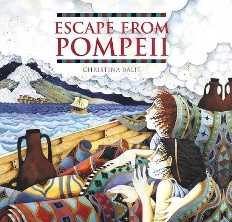 ESCAPE FROM
POMPEII
CHRISTINA BALIT